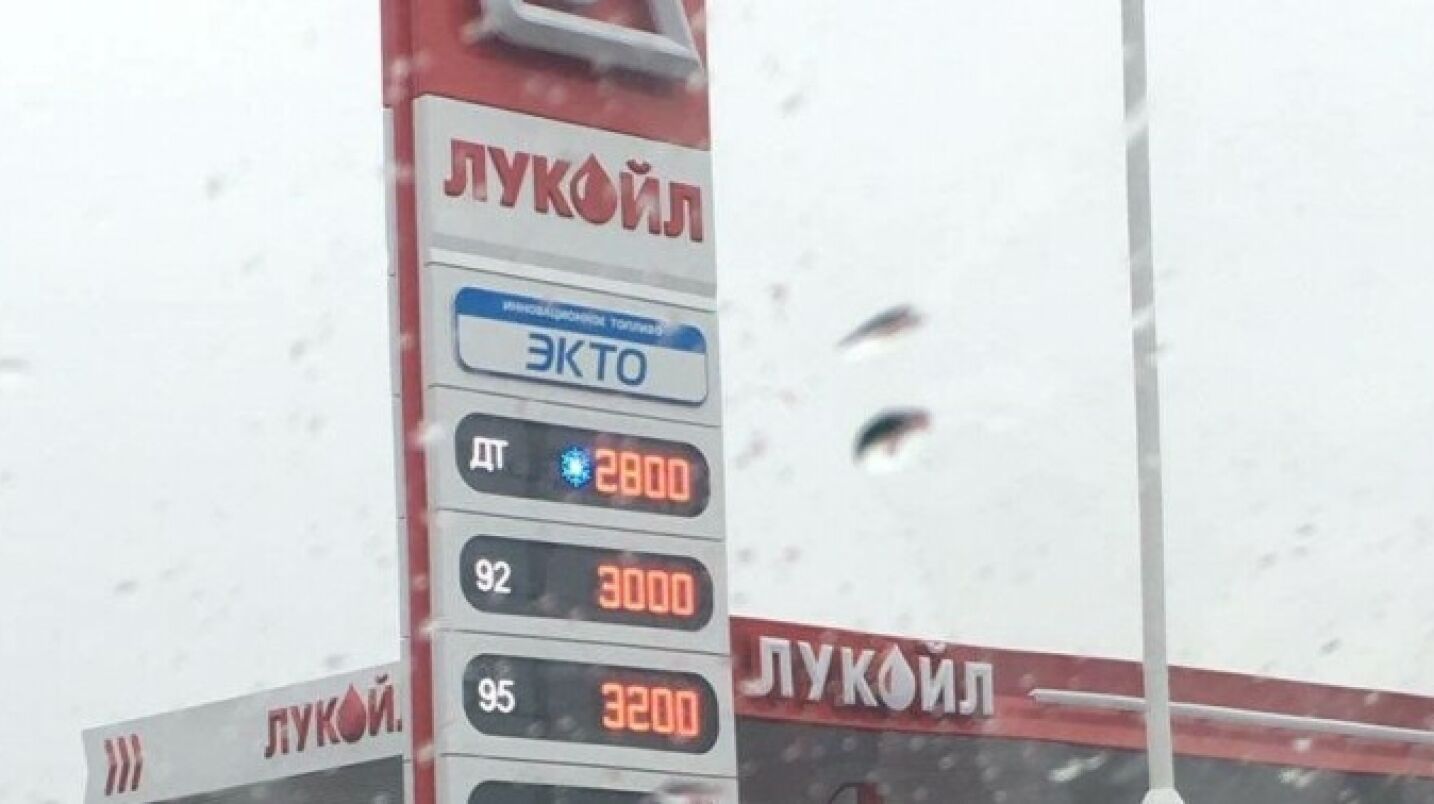 ЛУКОЙЛ
ИННОВАЦИОННОЕ ТОПЛИВО
ЭКТО
ДТ 2800
92 3000
95 3200
ЛУКОЙЛ
ЛУКОЙЛ